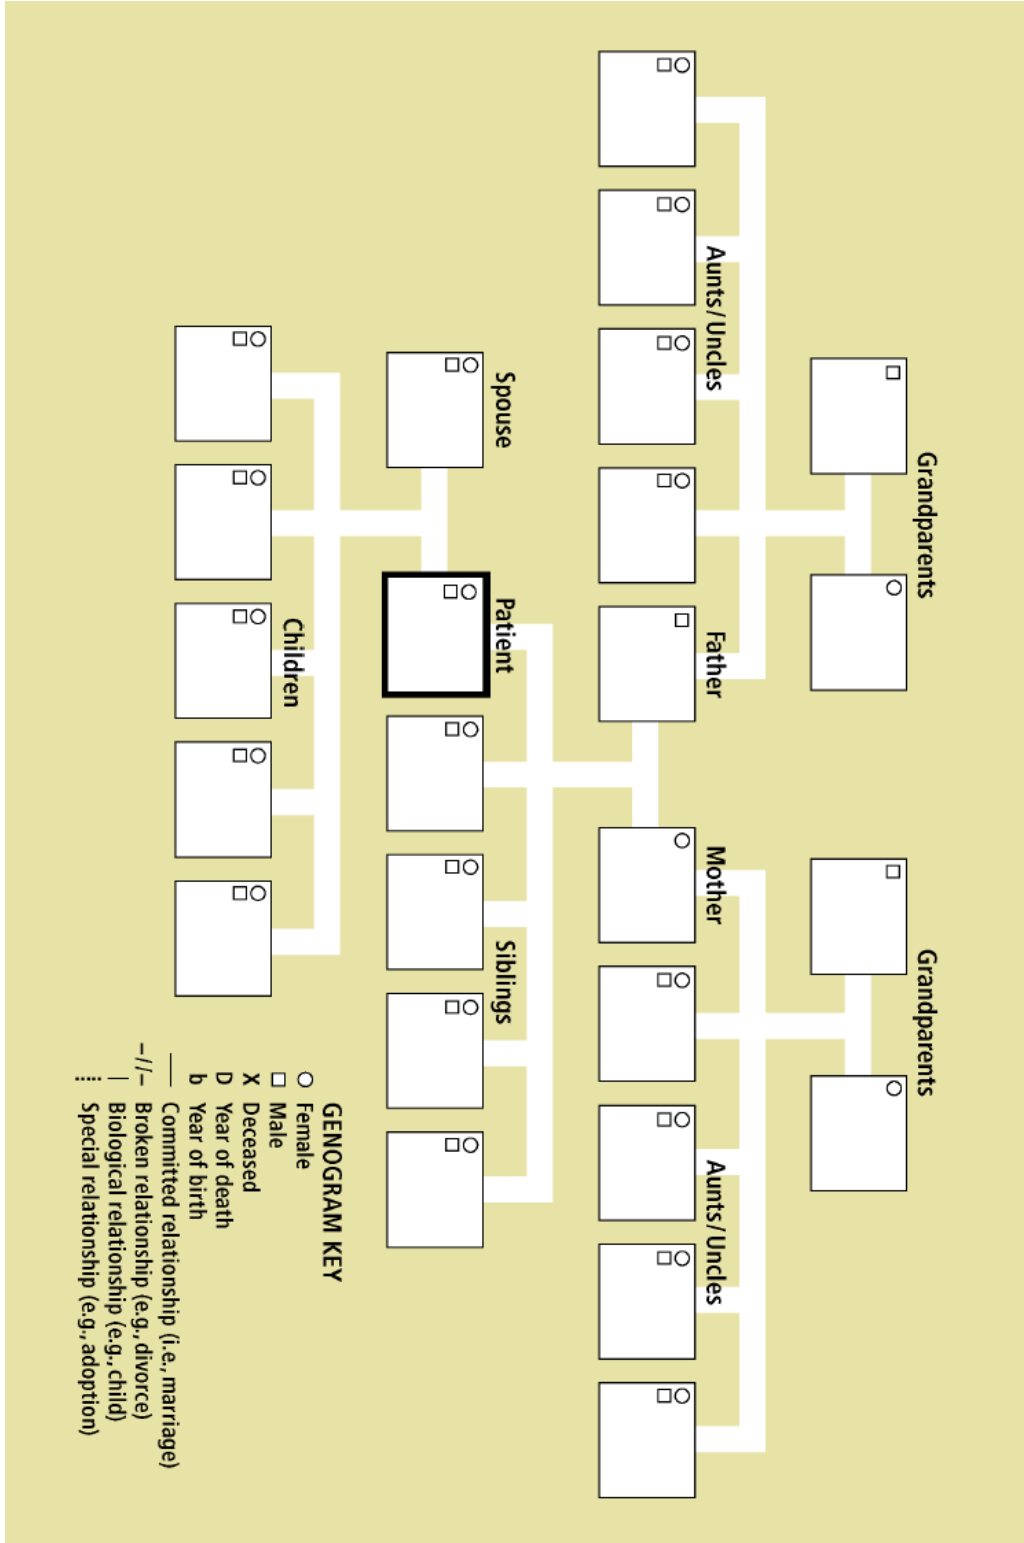 Grandparents
Grandparents
Aunts/Uncles
Father
Mother
Aunts/Uncles
Spouse
Patient
Siblings
Children
GENOGRAM KEY
Female
Male
X Deceased
D Year of death
b Year of birth
Committed relationship (i.e., marriage)
–//– Broken relationship (e.g., divorce)
Biological relationship (e.g., child)
Special relationship (e.g., adoption)